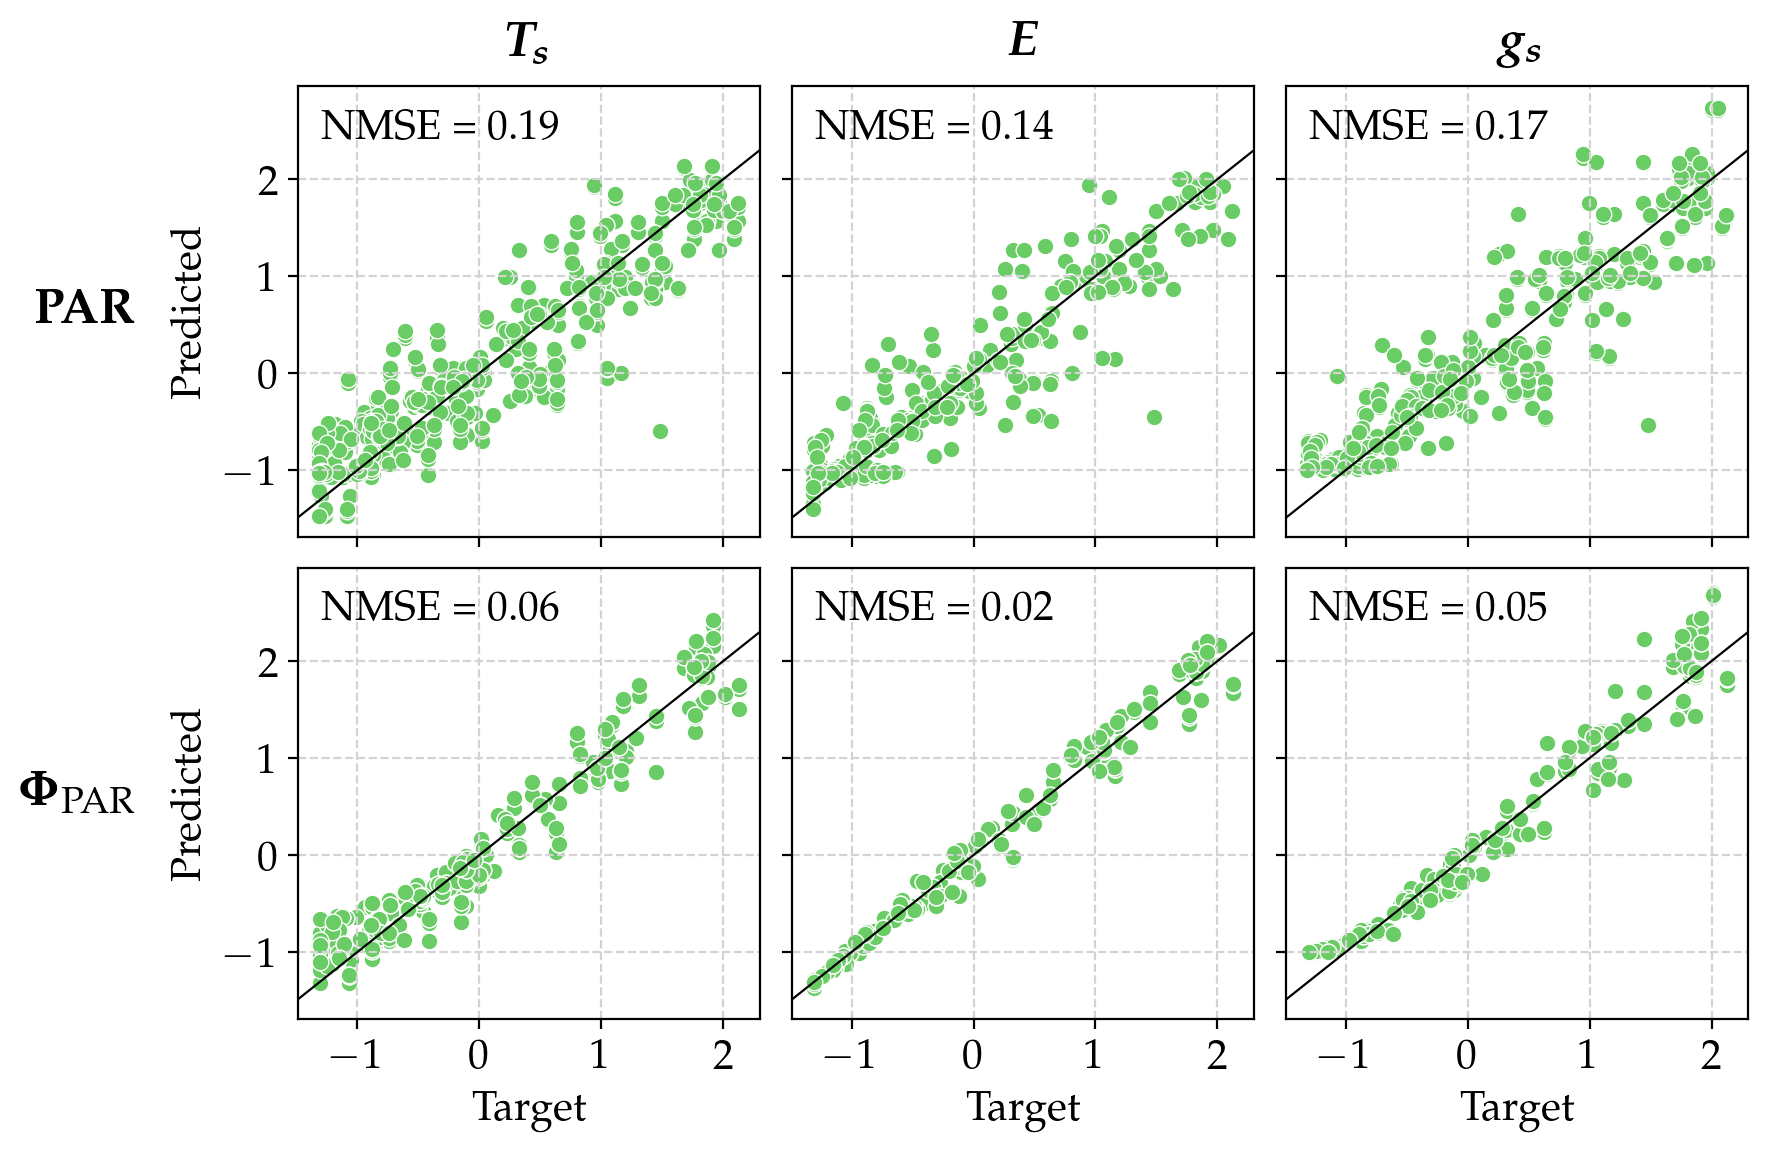 T_s E g_s
PAR
Predicted
NMSE = 0.19 NMSE = 0.14 NMSE = 0.17
2
1
0
−1
Φ_PAR
Predicted
NMSE = 0.06 NMSE = 0.02 NMSE = 0.05
2
1
0
−1
−1 0 1 2 −1 0 1 2 −1 0 1 2
Target Target Target